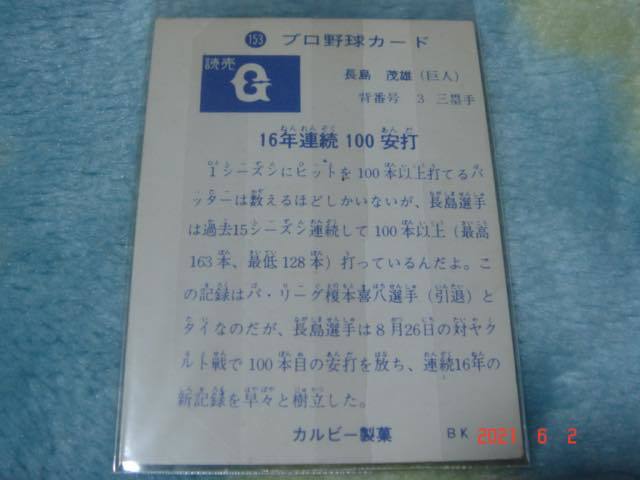 153 プロ野球カード
読売
G
長島 茂雄（巨人）
背番号 3 三塁手
16年連続100安打
1シーズンにヒットを100本以上打てるバ
ッターは数えるほどしかいないが、長島選手
は過去15シーズン連続して100本以上（最高
163本、最低128本）打っているんだよ。こ
の記録はパ・リーグ榎本喜八選手（引退）と
タイなのだが、長島選手は8月26日の対ヤク
ルト戦で100本目の安打を放ち、連続16年の
新記録を早々と樹立した。
カルビー製菓 BK
2021 6 2